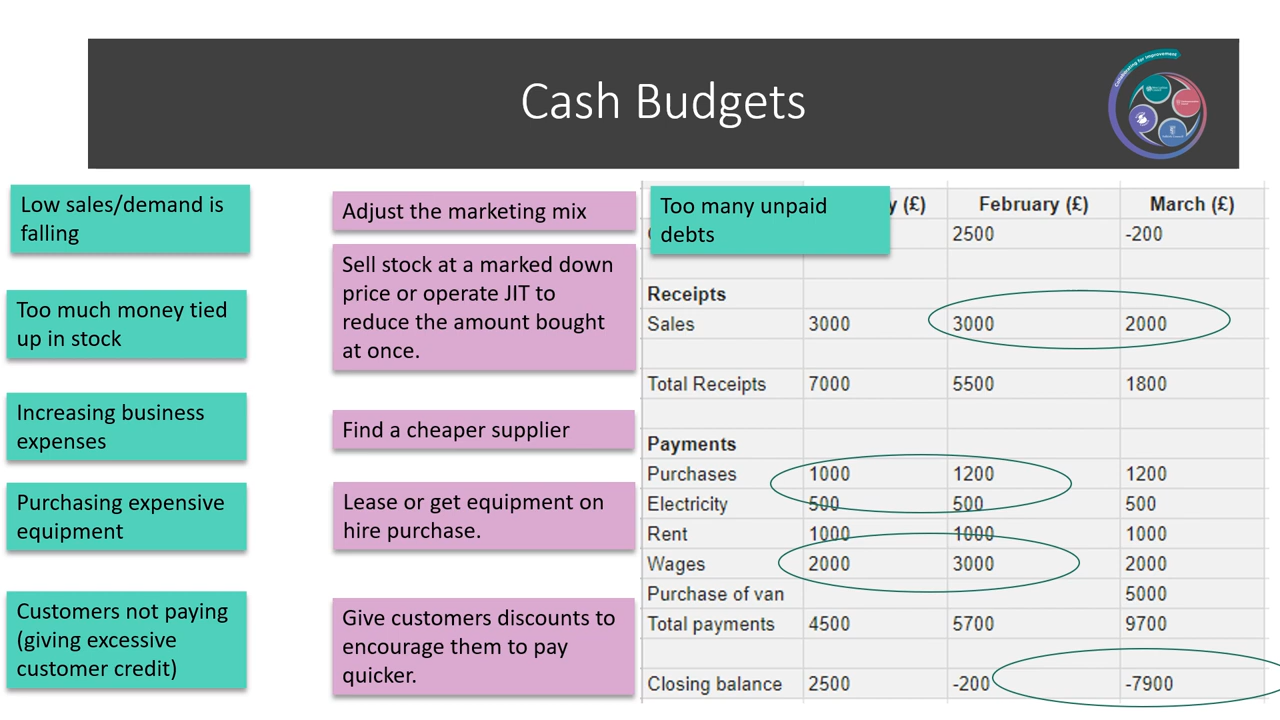 Cash Budgets
Collaborating for Improvement
Low sales/demand is
falling
Too much money tied
up in stock
Increasing business
expenses
Purchasing expensive
equipment
Customers not paying
(giving excessive
customer credit)
Adjust the marketing mix
Sell stock at a marked down
price or operate JIT to
reduce the amount bought
at once.
Find a cheaper supplier
Lease or get equipment on
hire purchase.
Give customers discounts to
encourage them to pay
quicker.
Too many unpaid
debts
y (£) February (£) March (£)
2500 -200
Receipts
Sales 3000 3000 2000
Total Receipts 7000 5500 1800
Payments
Purchases 1000 1200 1200
Electricity 500 500 500
Rent 1000 1000 1000
Wages 2000 3000 2000
Purchase of van 5000
Total payments 4500 5700 9700
Closing balance 2500 -200 -7900